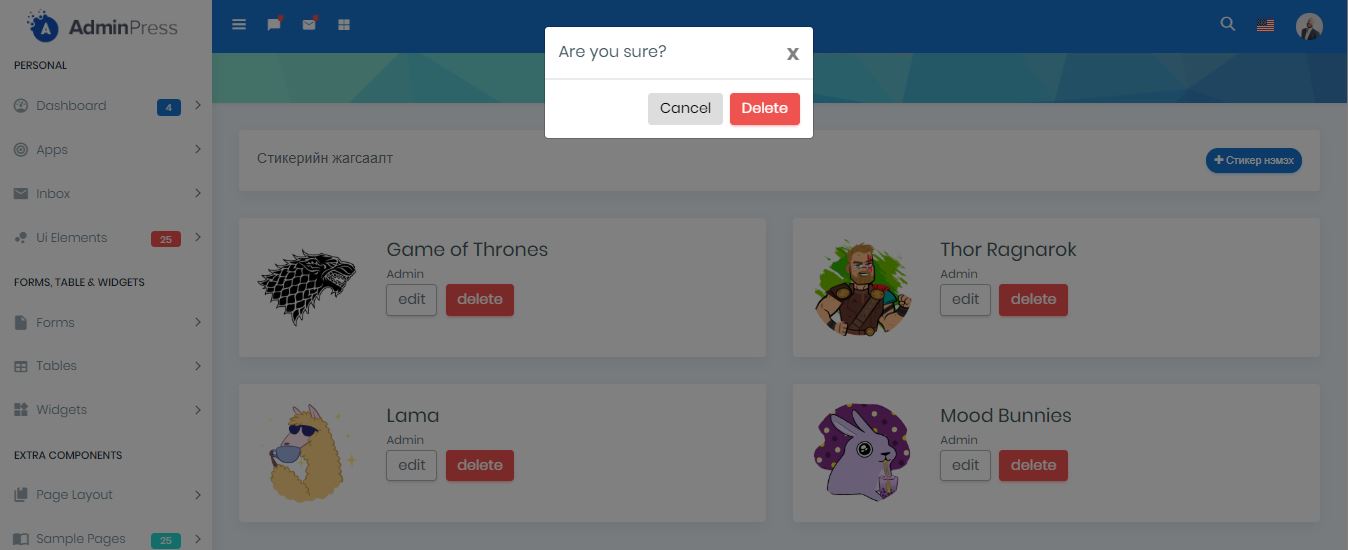 AdminPress
PERSONAL
Dashboard 4
Apps
Inbox
Ui Elements 25
FORMS, TABLE & WIDGETS
Forms
Tables
Widgets
EXTRA COMPONENTS
Page Layout
Sample Pages 25
Are you sure? x
Cancel Delete
Стикерийн жагсаалт
+ Стикер нэмэх
Game of Thrones
Admin
edit delete
Thor Ragnarok
Admin
edit delete
Lama
Admin
edit delete
Mood Bunnies
Admin
edit delete